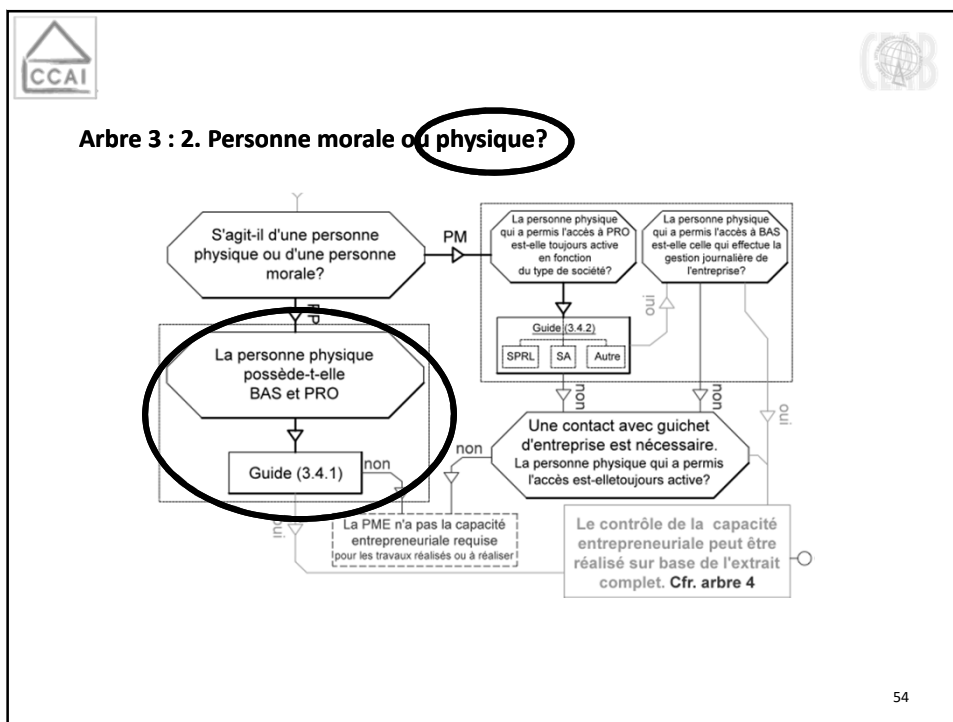 CCAI
Arbre 3 : 2. Personne morale ou physique?
S'agit-il d'une personne
physique ou d'une personne
morale?
PM
La personne physique
qui a permis l'accès à PRO
est-elle toujours active
en fonction
du type de société?
La personne physique
qui a permis l'accès à BAS
est-elle celle qui effectue la
gestion journalière de
l'entreprise?
PP
oui
Guide (3.4.2)
SPRL
SA
Autre
La personne physique
possède-t-elle
BAS et PRO
non
non
oui
Une contact avec guichet
d'entreprise est nécessaire.
La personne physique qui a permis
l'accès est-elletoujours active?
non
Guide (3.4.1)
non
oui
La PME n'a pas la capacité
entrepreneuriale requise
pour les travaux réalisés ou à réaliser
Le contrôle de la capacité
entrepreneuriale peut être
réalisé sur base de l'extrait
complet. Cfr. arbre 4
54